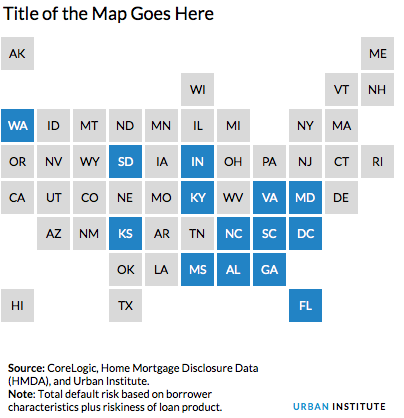 Title of the Map Goes Here
AK ME
WI VT NH
WA ID MT ND MN IL MI NY MA
OR NV WY SD IA IN OH PA NJ CT RI
CA UT CO NE MO KY WV VA MD DE
AZ NM KS AR TN NC SC DC
OK LA MS AL GA
HI TX FL
Source: CoreLogic, Home Mortgage Disclosure Data
(HMDA), and Urban Institute.
Note: Total default risk based on borrower
characteristics plus riskiness of loan product.
URBAN INSTITUTE